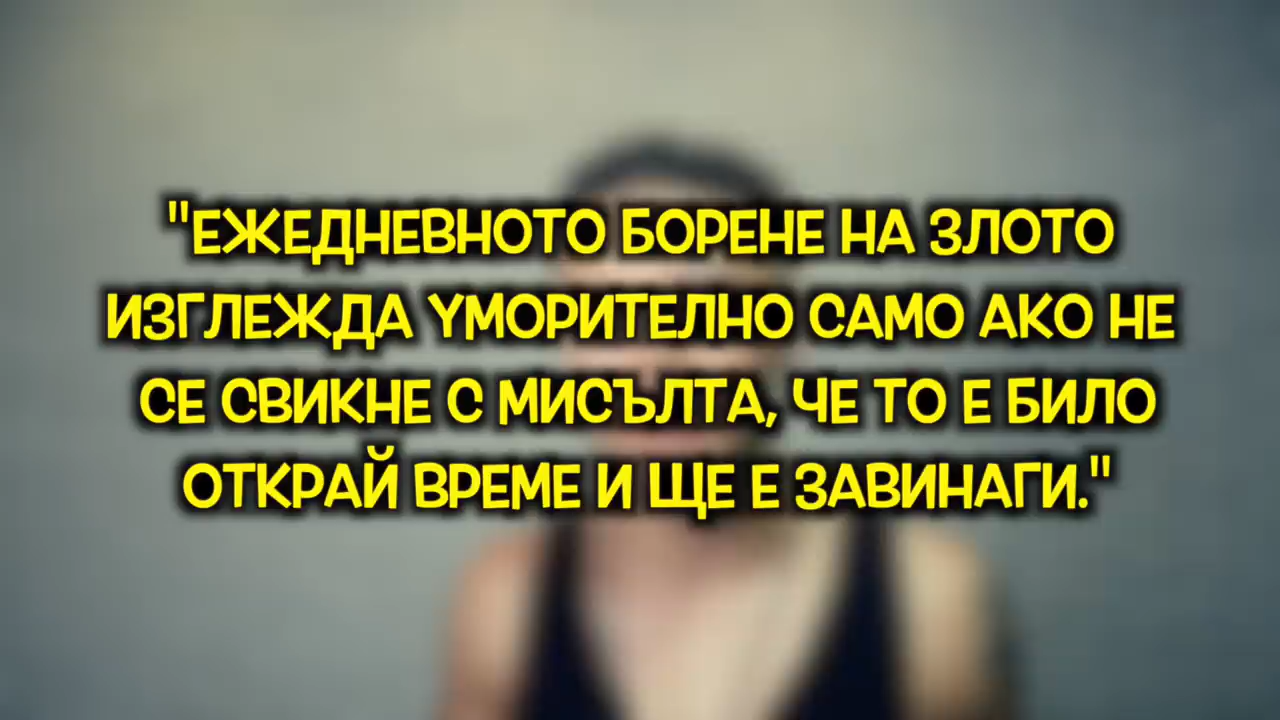 "ЕЖЕДНЕВНОТО БОРЕНЕ НА ЗЛОТО
ИЗГЛЕЖДА УМОРИТЕЛНО САМО АКО НЕ
СЕ СВИКНЕ С МИСЪЛТА, ЧЕ ТО Е БИЛО
ОТКРАЙ ВРЕМЕ И ЩЕ Е ЗАВИНАГИ."